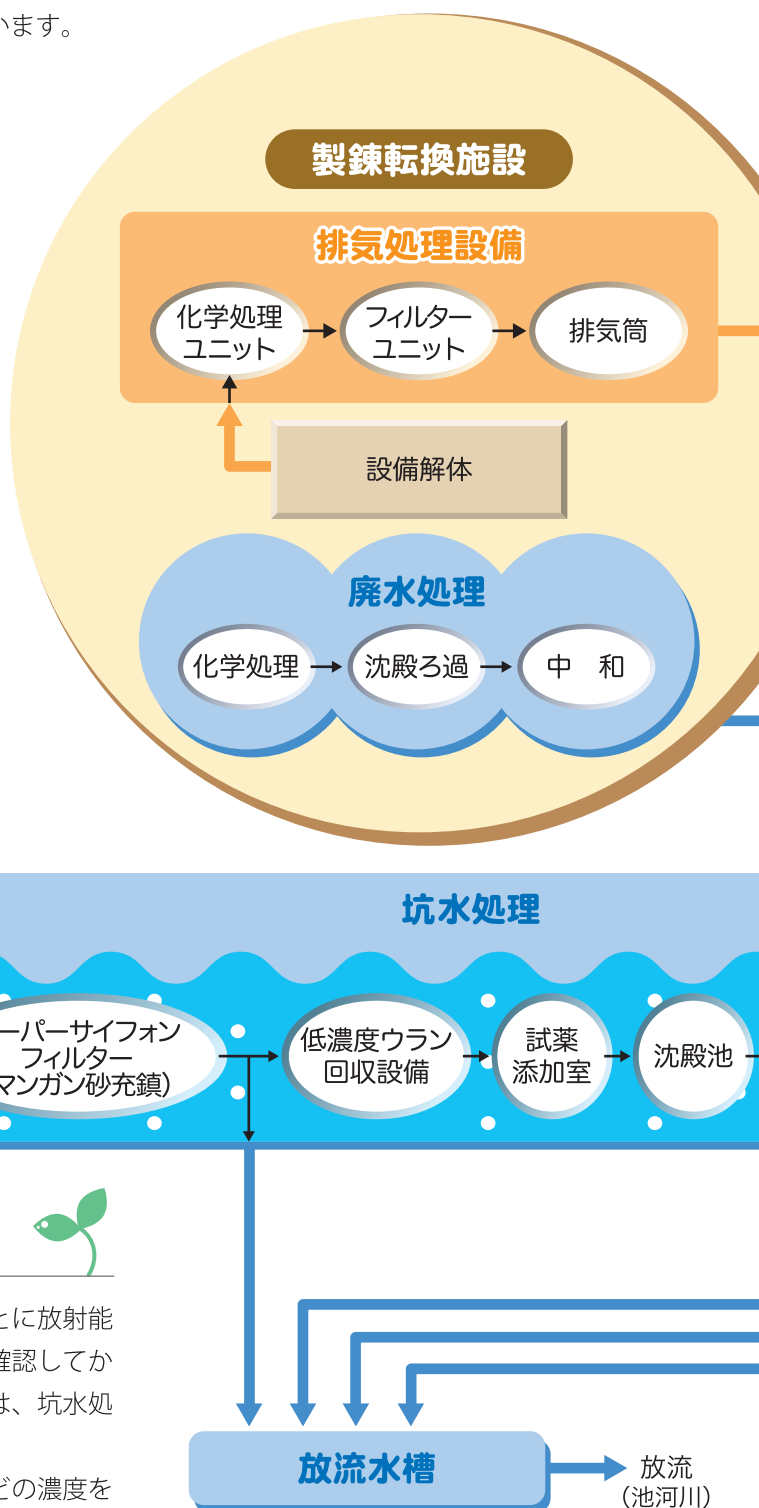 います。
製錬転換施設
排気処理設備
化学処理
ユニット
フィルター
ユニット
排気筒
設備解体
廃水処理
化学処理
沈殿ろ過
中 和
坑水処理
ーパーサイフォン
フィルター
マンガン砂充鎮)
低濃度ウラン
回収設備
試薬
添加室
沈殿池
とに放射能
確認してか
は、坑水処
どの濃度を
放流水槽
放流
(池河川)